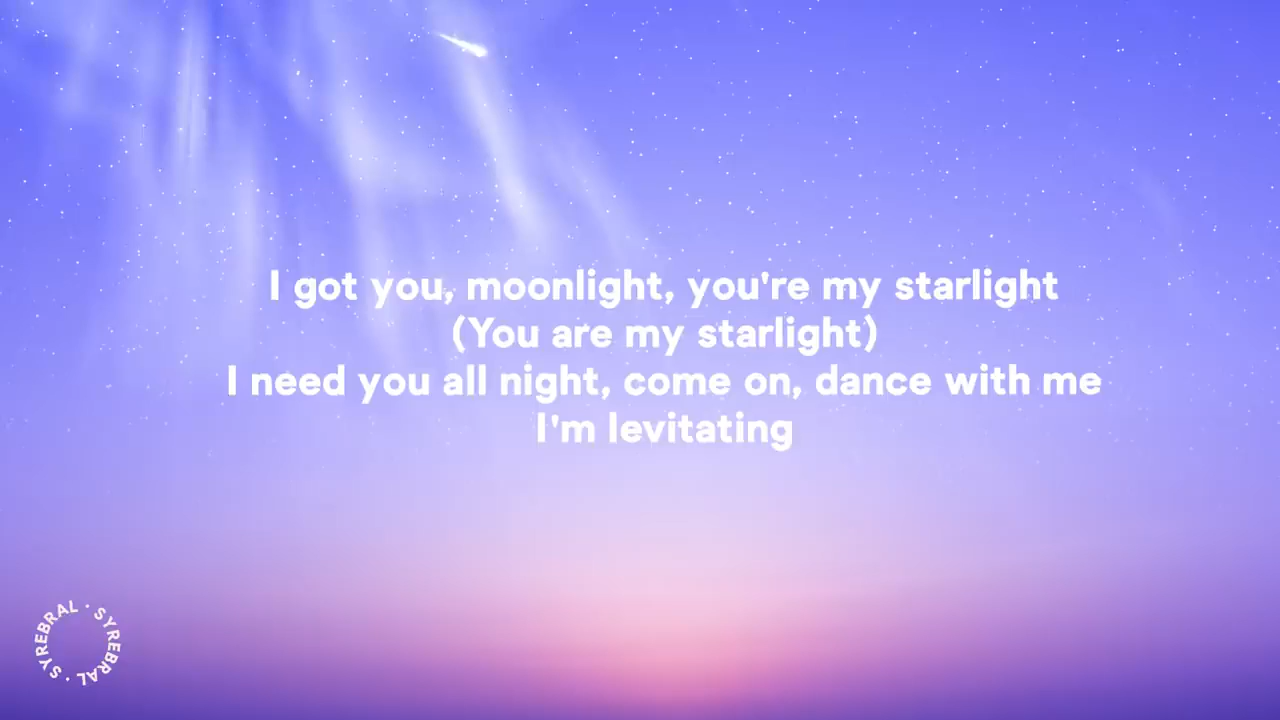 I got you, moonlight, you're my starlight
(You are my starlight)
I need you all night, come on, dance with me
I'm levitating
SYREBRAL · SYREBRAL ·